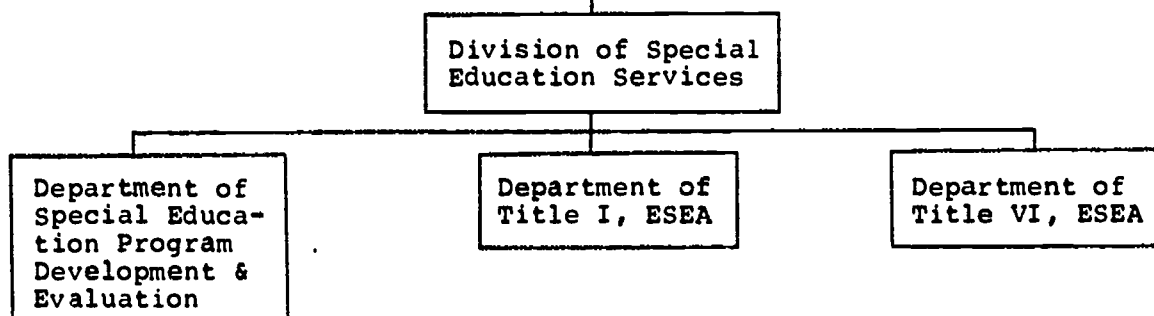 Division of Special
Education Services
Department of
Special Educa-
tion Program
Development &
Evaluation
Department of
Title I, ESEA
Department of
Title VI, ESEA